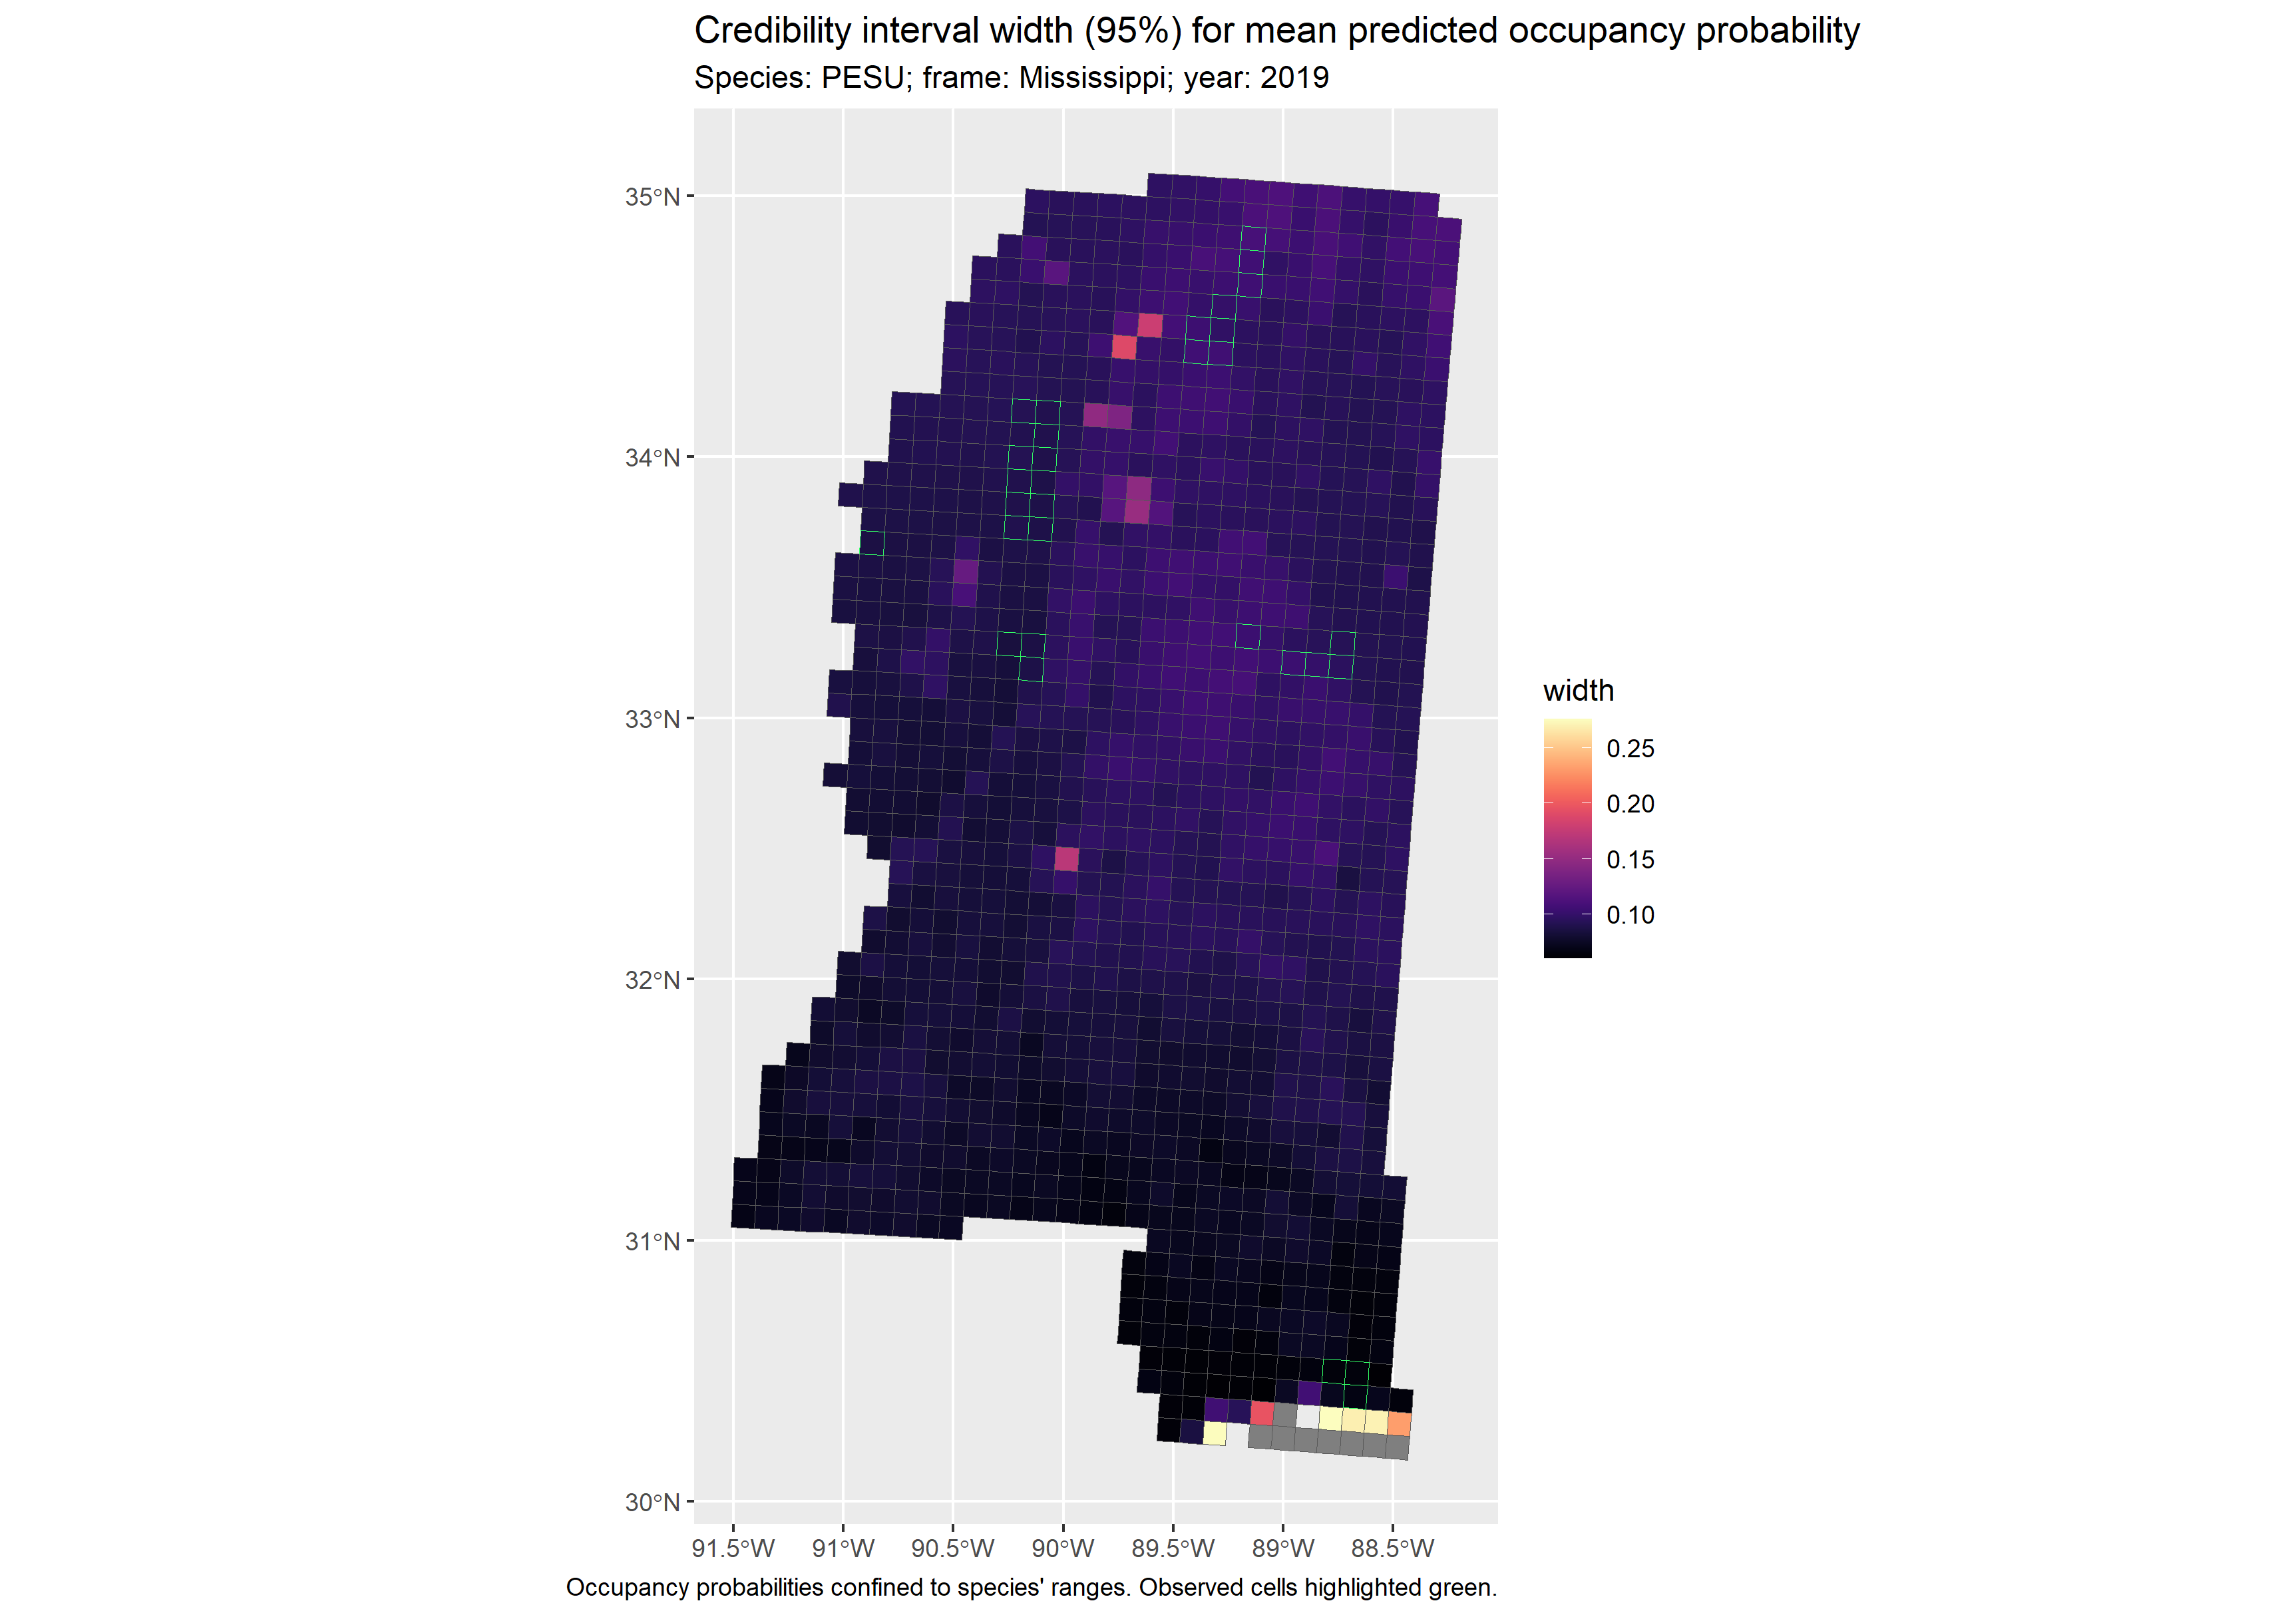 Credibility interval width (95%) for mean predicted occupancy probability
Species: PESU; frame: Mississippi; year: 2019
35°N
34°N
33°N
32°N
31°N
30°N
91.5°W 91°W 90.5°W 90°W 89.5°W 89°W 88.5°W
width
0.25
0.20
0.15
0.10
Occupancy probabilities confined to species' ranges. Observed cells highlighted green.